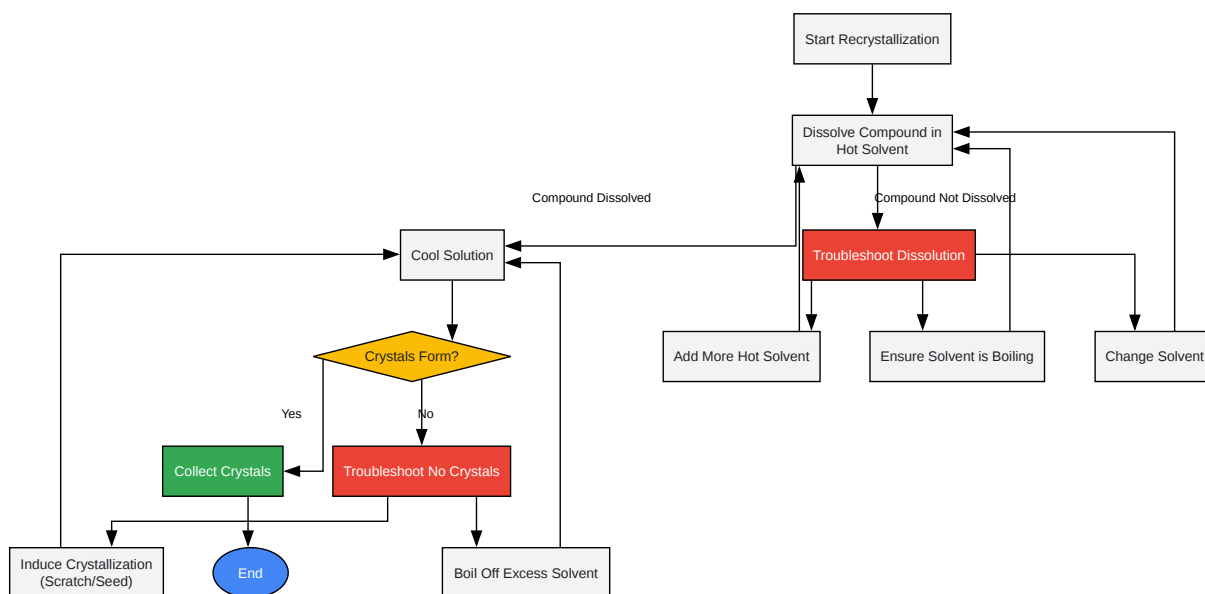 Start Recrystallization
Dissolve Compound in
Hot Solvent
Compound Dissolved
Compound Not Dissolved
Cool Solution
Troubleshoot Dissolution
Crystals Form?
Add More Hot Solvent
Ensure Solvent is Boiling
Change Solvent
Yes
No
Collect Crystals
Troubleshoot No Crystals
Induce Crystallization
(Scratch/Seed)
End
Boil Off Excess Solvent